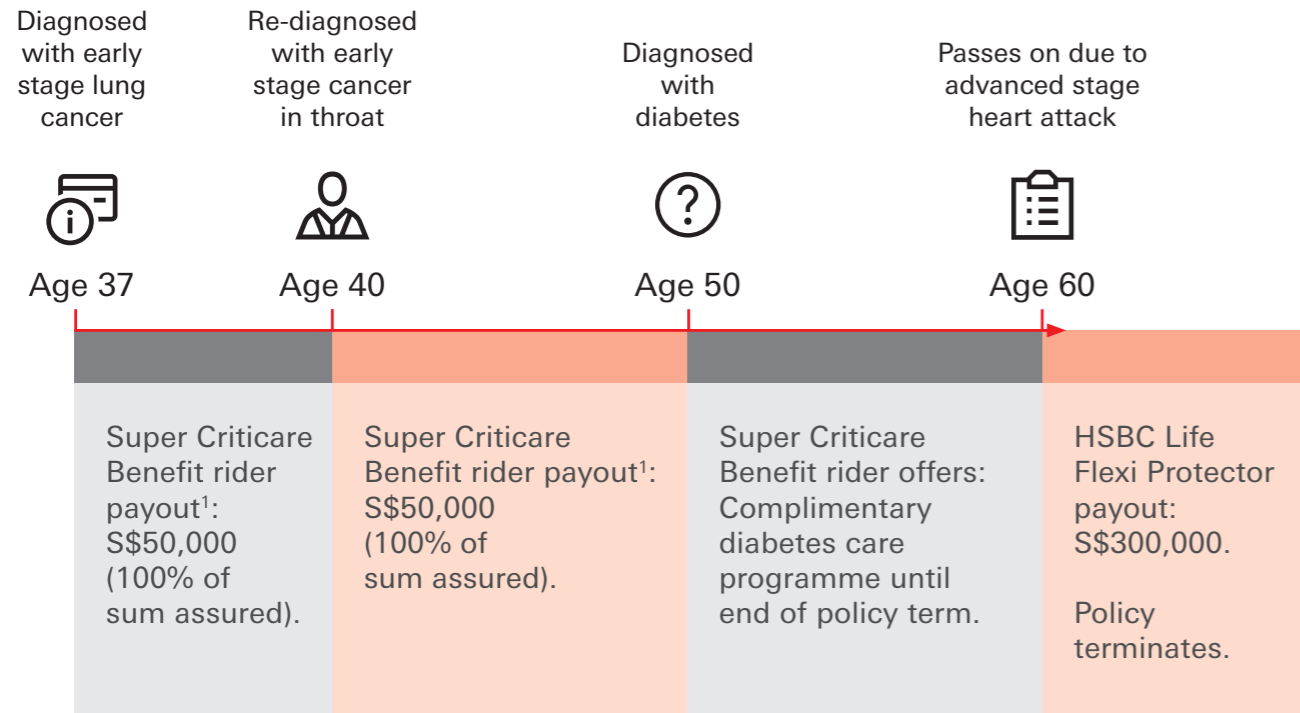 Diagnosed
with early
stage lung
cancer
Re-diagnosed
with early
stage cancer
in throat
Diagnosed
with
diabetes
Passes on due to
advanced stage
heart attack
i
?
Age 37
Age 40
Age 50
Age 60
Super Criticare
Benefit rider
payout¹:
S$50,000
(100% of
sum assured).
Super Criticare
Benefit rider payout¹:
S$50,000
(100% of
sum assured).
Super Criticare
Benefit rider offers:
Complimentary
diabetes care
programme until
end of policy term.
HSBC Life
Flexi Protector
payout:
S$300,000.
Policy
terminates.